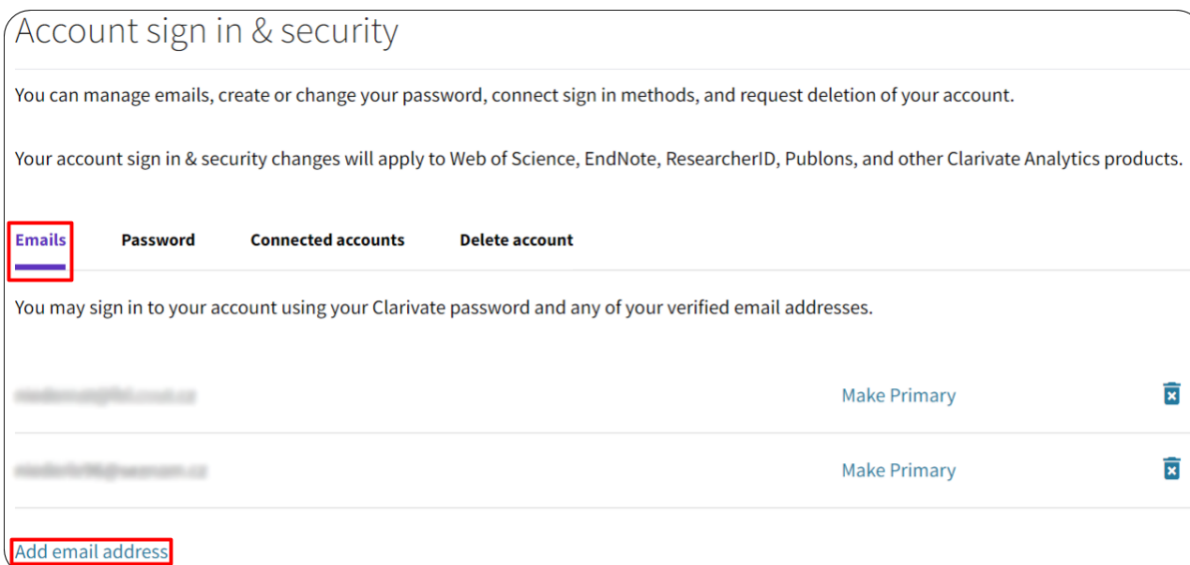 Account sign in & security
You can manage emails, create or change your password, connect sign in methods, and request deletion of your account.
Your account sign in & security changes will apply to Web of Science, EndNote, ResearcherID, Publons, and other Clarivate Analytics products.
Emails Password Connected accounts Delete account
You may sign in to your account using your Clarivate password and any of your verified email addresses.
Make Primary
Make Primary
Add email address